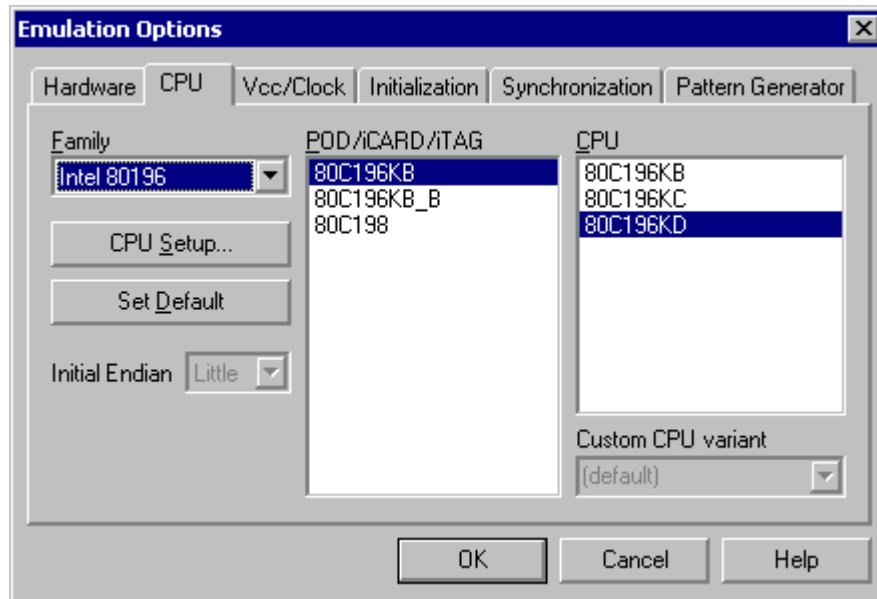 Emulation Options
Hardware CPU Vcc/Clock Initialization Synchronization Pattern Generator
Family
Intel 80196
CPU Setup...
Set Default
Initial Endian Little
POD/iCARD/iTAG
80C196KB
80C196KB_B
80C198
CPU
80C196KB
80C196KC
80C196KD
Custom CPU variant
(default)
OK Cancel Help